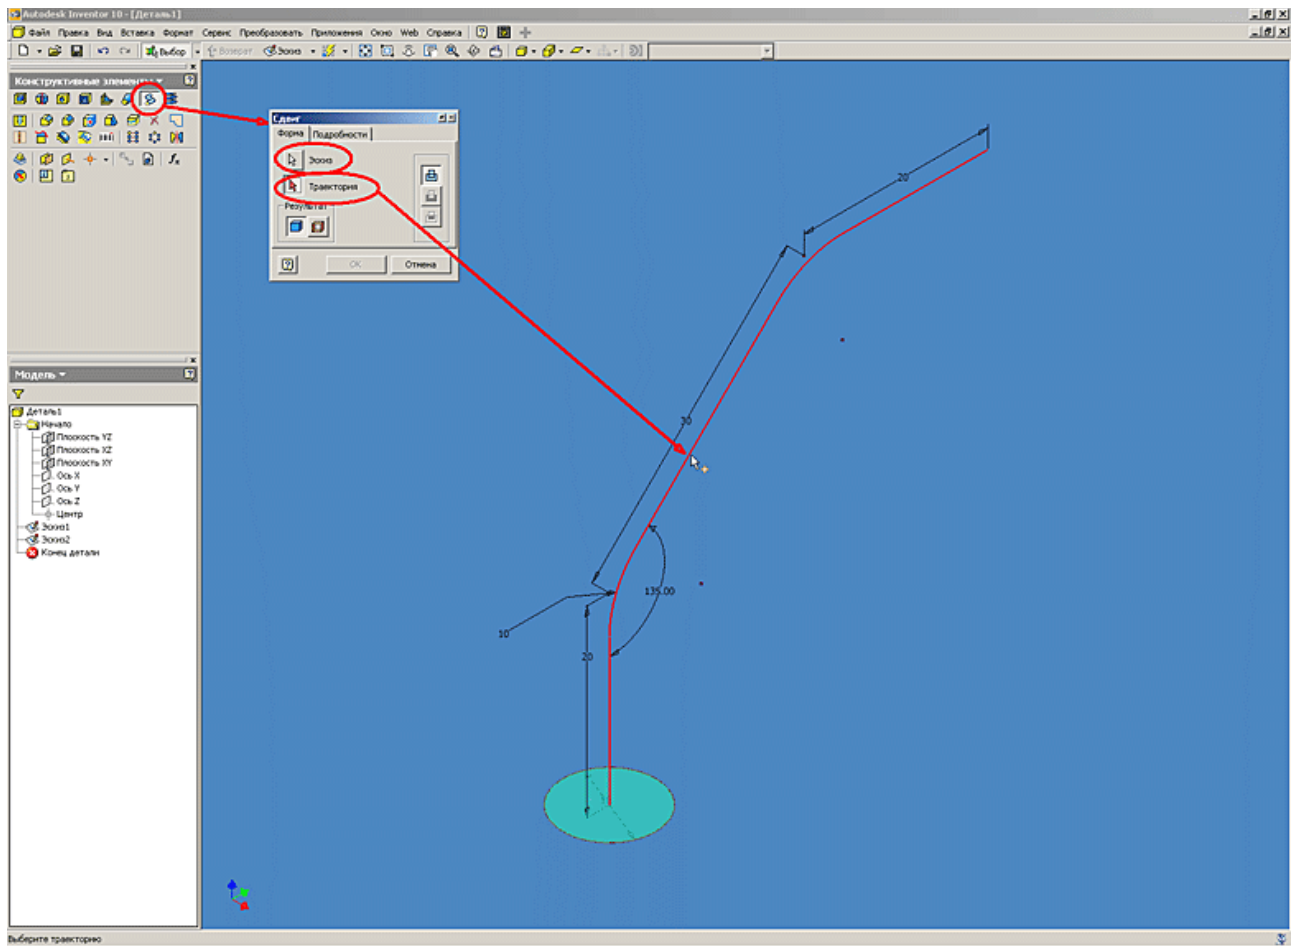 Autodesk Inventor 10 - [Деталь1]
Файл Правка Вид Вставка Формат Сервис Преобразовать Приложения Окно Web Справка
Выбор Возврат Эскиз
Конструктивные элементы
Сдвиг
Форма Подробности
Эскиз
Траектория
Результат
OK Отмена
20
30
135.00
10
20
Модель
Деталь1
Начало
Плоскость YZ
Плоскость XZ
Плоскость XY
Ось X
Ось Y
Ось Z
Центр
Эскиз1
Эскиз2
Конец детали
Выберите траекторию